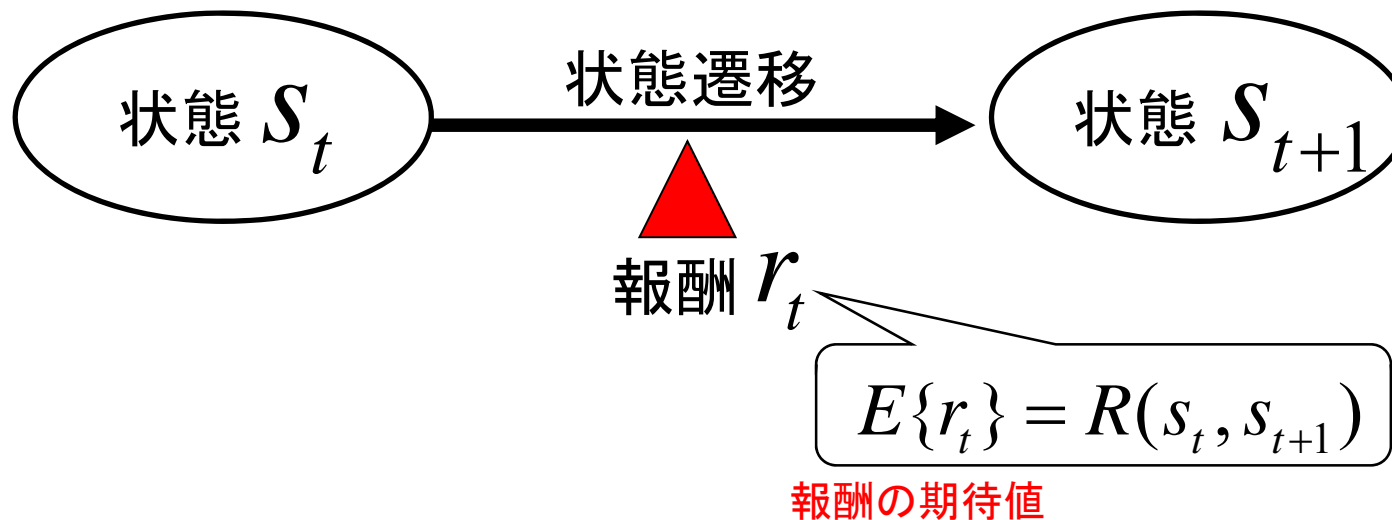 状態 s_t
状態遷移
状態 s_{t+1}
報酬 r_t
E{r_t} = R(s_t, s_{t+1})
報酬の期待値